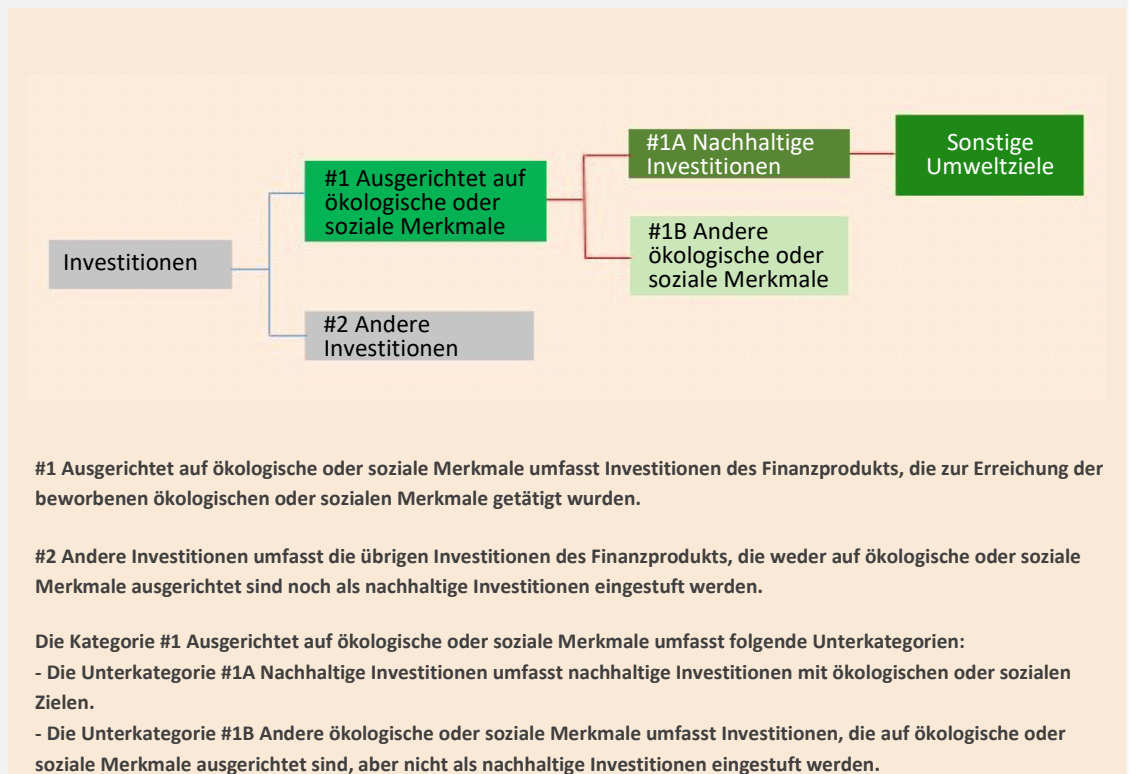 Investitionen
#1 Ausgerichtet auf
ökologische oder
soziale Merkmale
#2 Andere
Investitionen
#1A Nachhaltige
Investitionen
#1B Andere
ökologische oder
soziale Merkmale
Sonstige
Umweltziele
#1 Ausgerichtet auf ökologische oder soziale Merkmale umfasst Investitionen des Finanzprodukts, die zur Erreichung der
beworbenen ökologischen oder sozialen Merkmale getätigt wurden.
#2 Andere Investitionen umfasst die übrigen Investitionen des Finanzprodukts, die weder auf ökologische oder soziale
Merkmale ausgerichtet sind noch als nachhaltige Investitionen eingestuft werden.
Die Kategorie #1 Ausgerichtet auf ökologische oder soziale Merkmale umfasst folgende Unterkategorien:
- Die Unterkategorie #1A Nachhaltige Investitionen umfasst nachhaltige Investitionen mit ökologischen oder sozialen
Zielen.
- Die Unterkategorie #1B Andere ökologische oder soziale Merkmale umfasst Investitionen, die auf ökologische oder
soziale Merkmale ausgerichtet sind, aber nicht als nachhaltige Investitionen eingestuft werden.